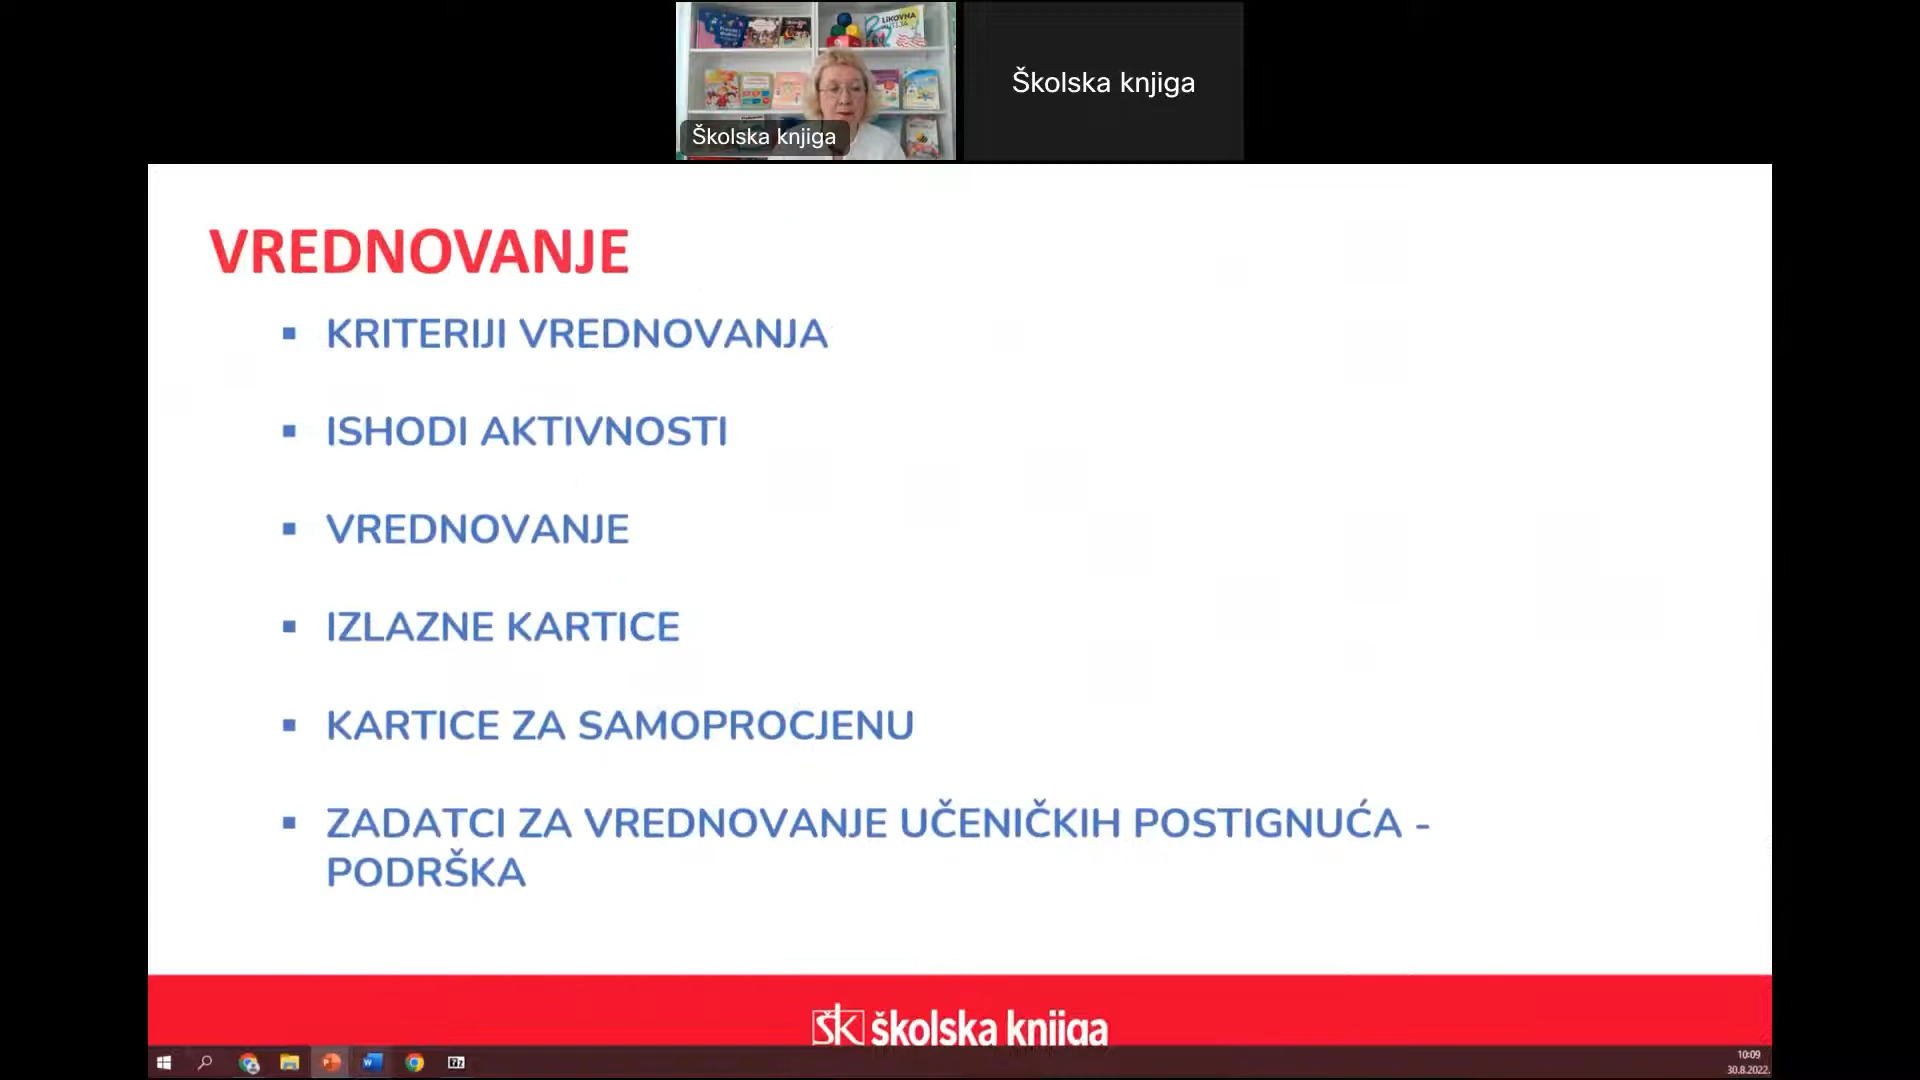 LIKOVNA
Školska knjiga
Školska knjiga
VREDNOVANJE
▪ KRITERIJI VREDNOVANJA
▪ ISHODI AKTIVNOSTI
▪ VREDNOVANJE
▪ IZLAZNE KARTICE
▪ KARTICE ZA SAMOPROCJENU
▪ ZADATCI ZA VREDNOVANJE UČENIČKIH POSTIGNUĆA -
PODRŠKA
ŠK školska knjiga
10:09
30.8.2022.